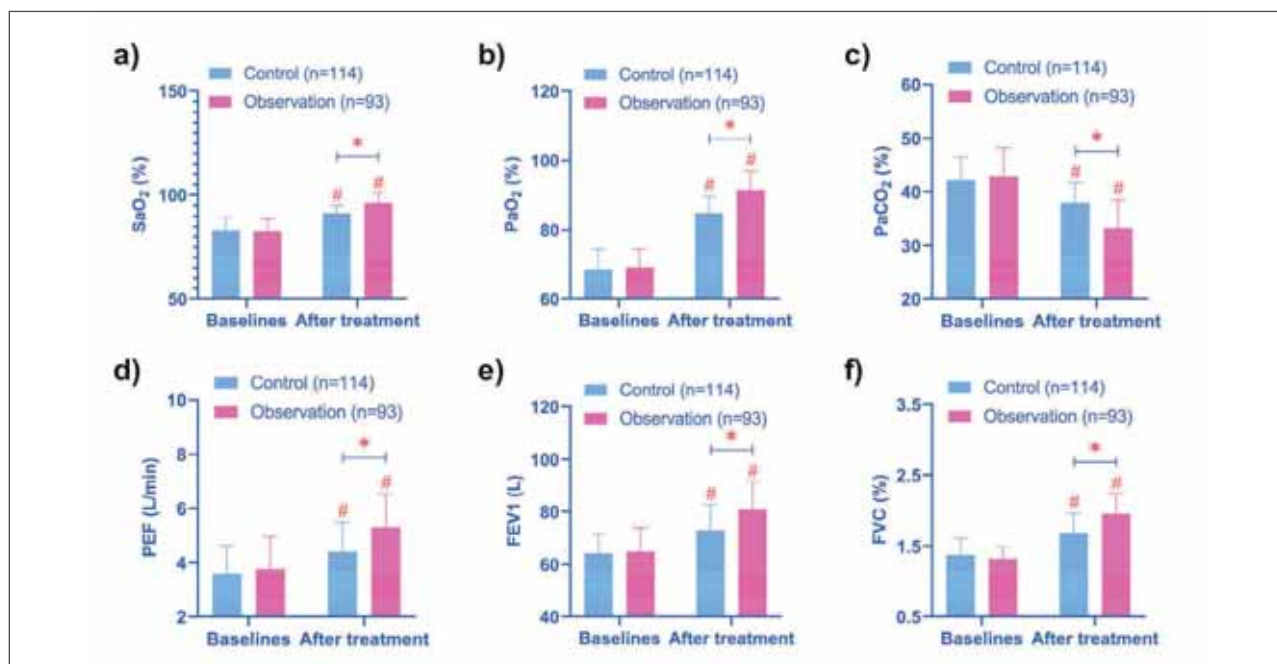 a)
Control (n=114)
Observation (n=93)
150
100
50
SaO₂ (%)
*
#
#
Baselines After treatment
b)
Control (n=114)
Observation (n=93)
120
100
80
60
PaO₂ (%)
*
#
#
Baselines After treatment
c)
Control (n=114)
Observation (n=93)
60
50
40
30
20
PaCO₂ (%)
*
#
#
Baselines After treatment
d)
Control (n=114)
Observation (n=93)
10
8
6
4
2
PEF (L/min)
*
#
#
Baselines After treatment
e)
Control (n=114)
Observation (n=93)
120
100
80
60
40
FEV1 (L)
*
#
#
Baselines After treatment
f)
Control (n=114)
Observation (n=93)
3.5
2.5
1.5
0.5
FVC (%)
*
#
#
Baselines After treatment